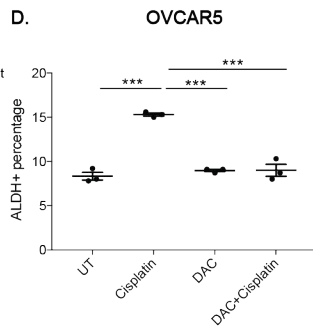 D. OVCAR5
t
***
*** ***
20
15
10
5
0
ALDH+ percentage
UT
Cisplatin
DAC
DAC+Cisplatin